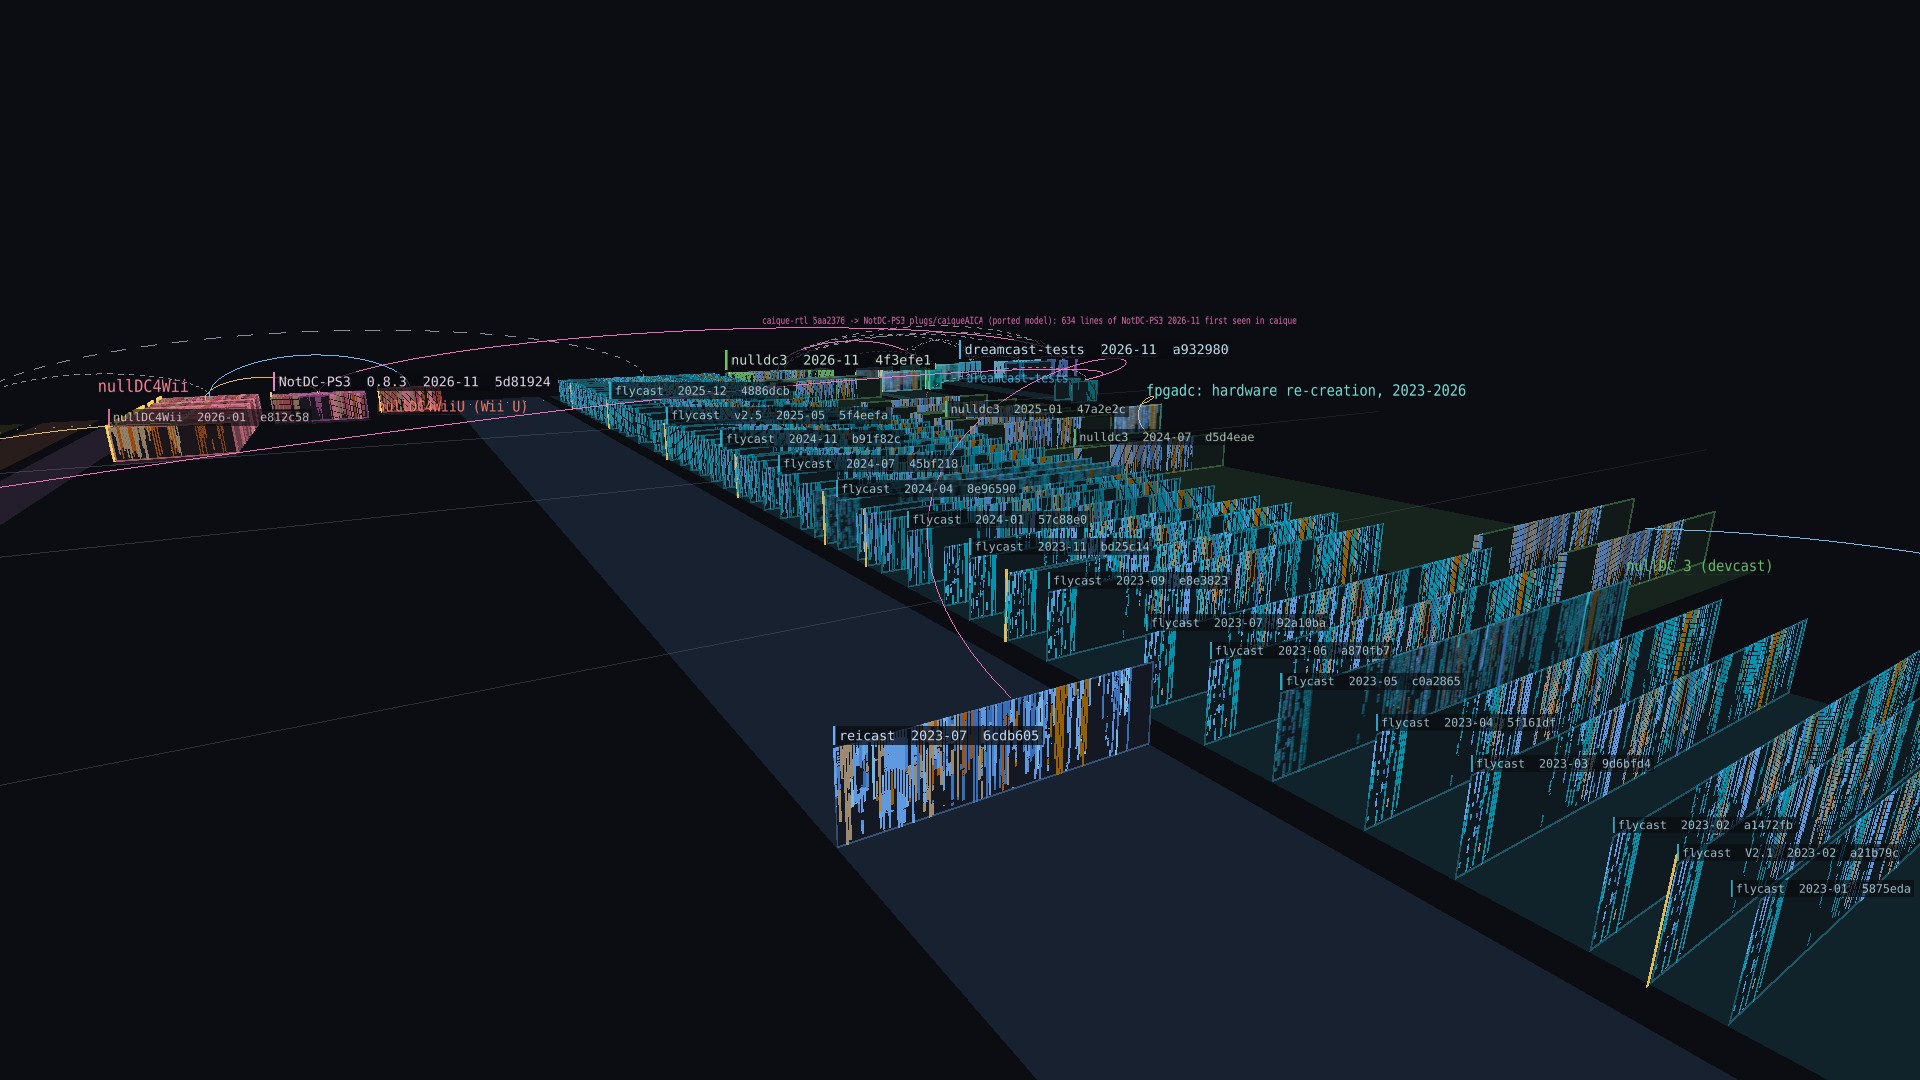 caique-rtl 5aa2376 -> NotDC-PS3 plugs/caiqueAICA (ported model): 634 lines of NotDC-PS3 2026-11 first seen in caique
dreamcast-tests 2026-11 a932980
nulldc3 2026-11 4f3efe1
dreamcast-tests
nullDC4Wii
NotDC-PS3 0.8.3 2026-11 5d81924
flycast 2025-12 4886dcb
fpgadc: hardware re-creation, 2023-2026
nullDC4WiiU (Wii U)
nullDC4Wii 2026-01 e812c58
flycast v2.5 2025-05 5f4eefa
nulldc3 2025-01 47a2e2c
flycast 2024-11 b91f82c
nulldc3 2024-07 d5d4eae
flycast 2024-07 45bf218
flycast 2024-04 8e96590
flycast 2024-01 57c88e0
flycast 2023-11 bd25c14
nullDC 3 (devcast)
flycast 2023-09 e8e3823
flycast 2023-07 92a10ba
flycast 2023-06 a870fb7
flycast 2023-05 c0a2865
flycast 2023-04 5f161df
reicast 2023-07 6cdb605
flycast 2023-03 9d6bfd4
flycast 2023-02 a1472fb
flycast V2.1 2023-02 a21b79c
flycast 2023-01 5875eda